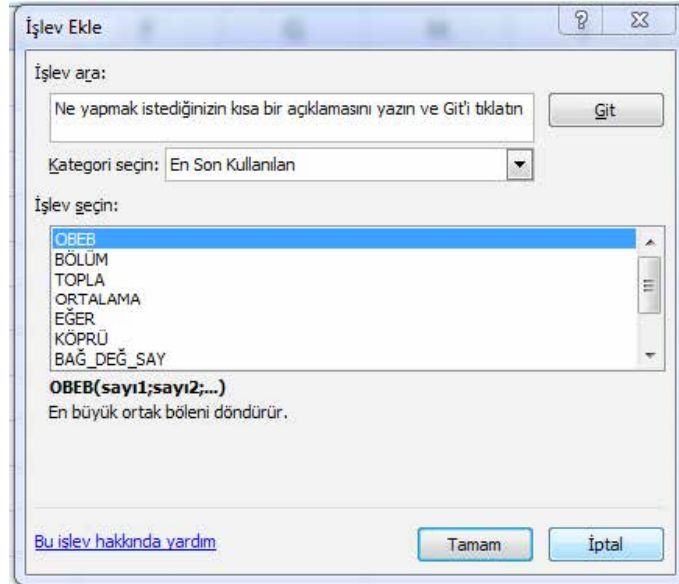 İşlev Ekle
İşlev ara:
Ne yapmak istediğinizin kısa bir açıklamasını yazın ve Git'i tıklatın
Git
Kategori seçin: En Son Kullanılan
İşlev seçin:
OBEB
BÖLÜM
TOPLA
ORTALAMA
EĞER
KÖPRÜ
BAĞ_DEĞ_SAY
OBEB(sayı1;sayı2;...)
En büyük ortak böleni döndürür.
Bu işlev hakkında yardım
Tamam
İptal